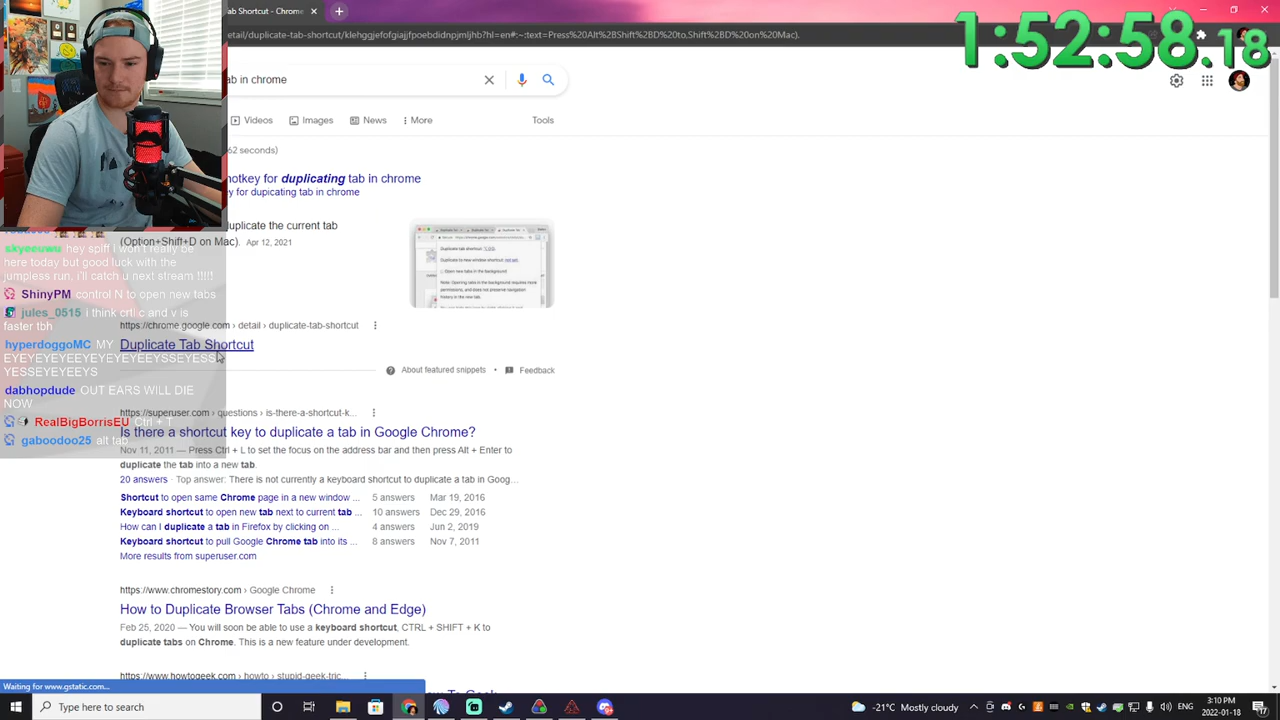 ab Short
1:52:58.18
etail/duplicate-tab-shortcut/klenggjefofgiajjfpoebdidnpjmljhb?hl=en#:~:text=Press%20Alt%
D%20to,Shift%2BD%20on%20Mac).
ab in chrome
Videos
Images
News
More
Tools
62 seconds)
otkey for duplicating tab in chrome
y for dupicating tab in chrome
uplicate the current tab
(Option+Shift+D on Mac) Apr 12, 2021
skyeeuwu hey spiff I won't really be
here today but good luck with the
jumpless run. i'll catch u next stream !!!!!
ShinyPM control N to open new tabs
jules_0515 i think crtl c and v is
faster tbh
hyperdoggoMC MY
YESSEYEYEEYS
dabhopdude OUT EARS WILL DIE
NOW
RealBigBorrisEU Ctrl + T
gaboodoo25 alt tab
https://chrome.google.com › detail › duplicate-tab-shortcut
Duplicate Tab Shortcut
About featured snippets • Feedback
https://superuser.com › questions › is-there-a-shortcut-k...
Is there a shortcut key to duplicate a tab in Google Chrome?
Nov 11, 2011 — Press Ctrl + L to set the focus on the address bar and then press Alt + Enter to
duplicate the tab into a new tab.
20 answers · Top answer: There is not currently a keyboard shortcut to duplicate a tab in Goog...
Shortcut to open same Chrome page in a new window ... 5 answers Mar 19, 2016
Keyboard shortcut to open new tab next to current tab ... 10 answers Dec 29, 2016
How can I duplicate a tab in Firefox by clicking on ... 4 answers Jun 2, 2019
Keyboard shortcut to pull Google Chrome tab into its ... 8 answers Nov 7, 2011
More results from superuser.com
https://www.chromestory.com › Google Chrome
How to Duplicate Browser Tabs (Chrome and Edge)
Feb 25, 2020 — You will soon be able to use a keyboard shortcut, CTRL + SHIFT + K to
duplicate tabs on Chrome. This is a new feature under development.
https://www.howtogeek.com › howto › stupid-geek-tric...
Waiting for www.gstatic.com...
Type here to search
-21°C Mostly cloudy
ENG
3:10 PM
2022-01-18